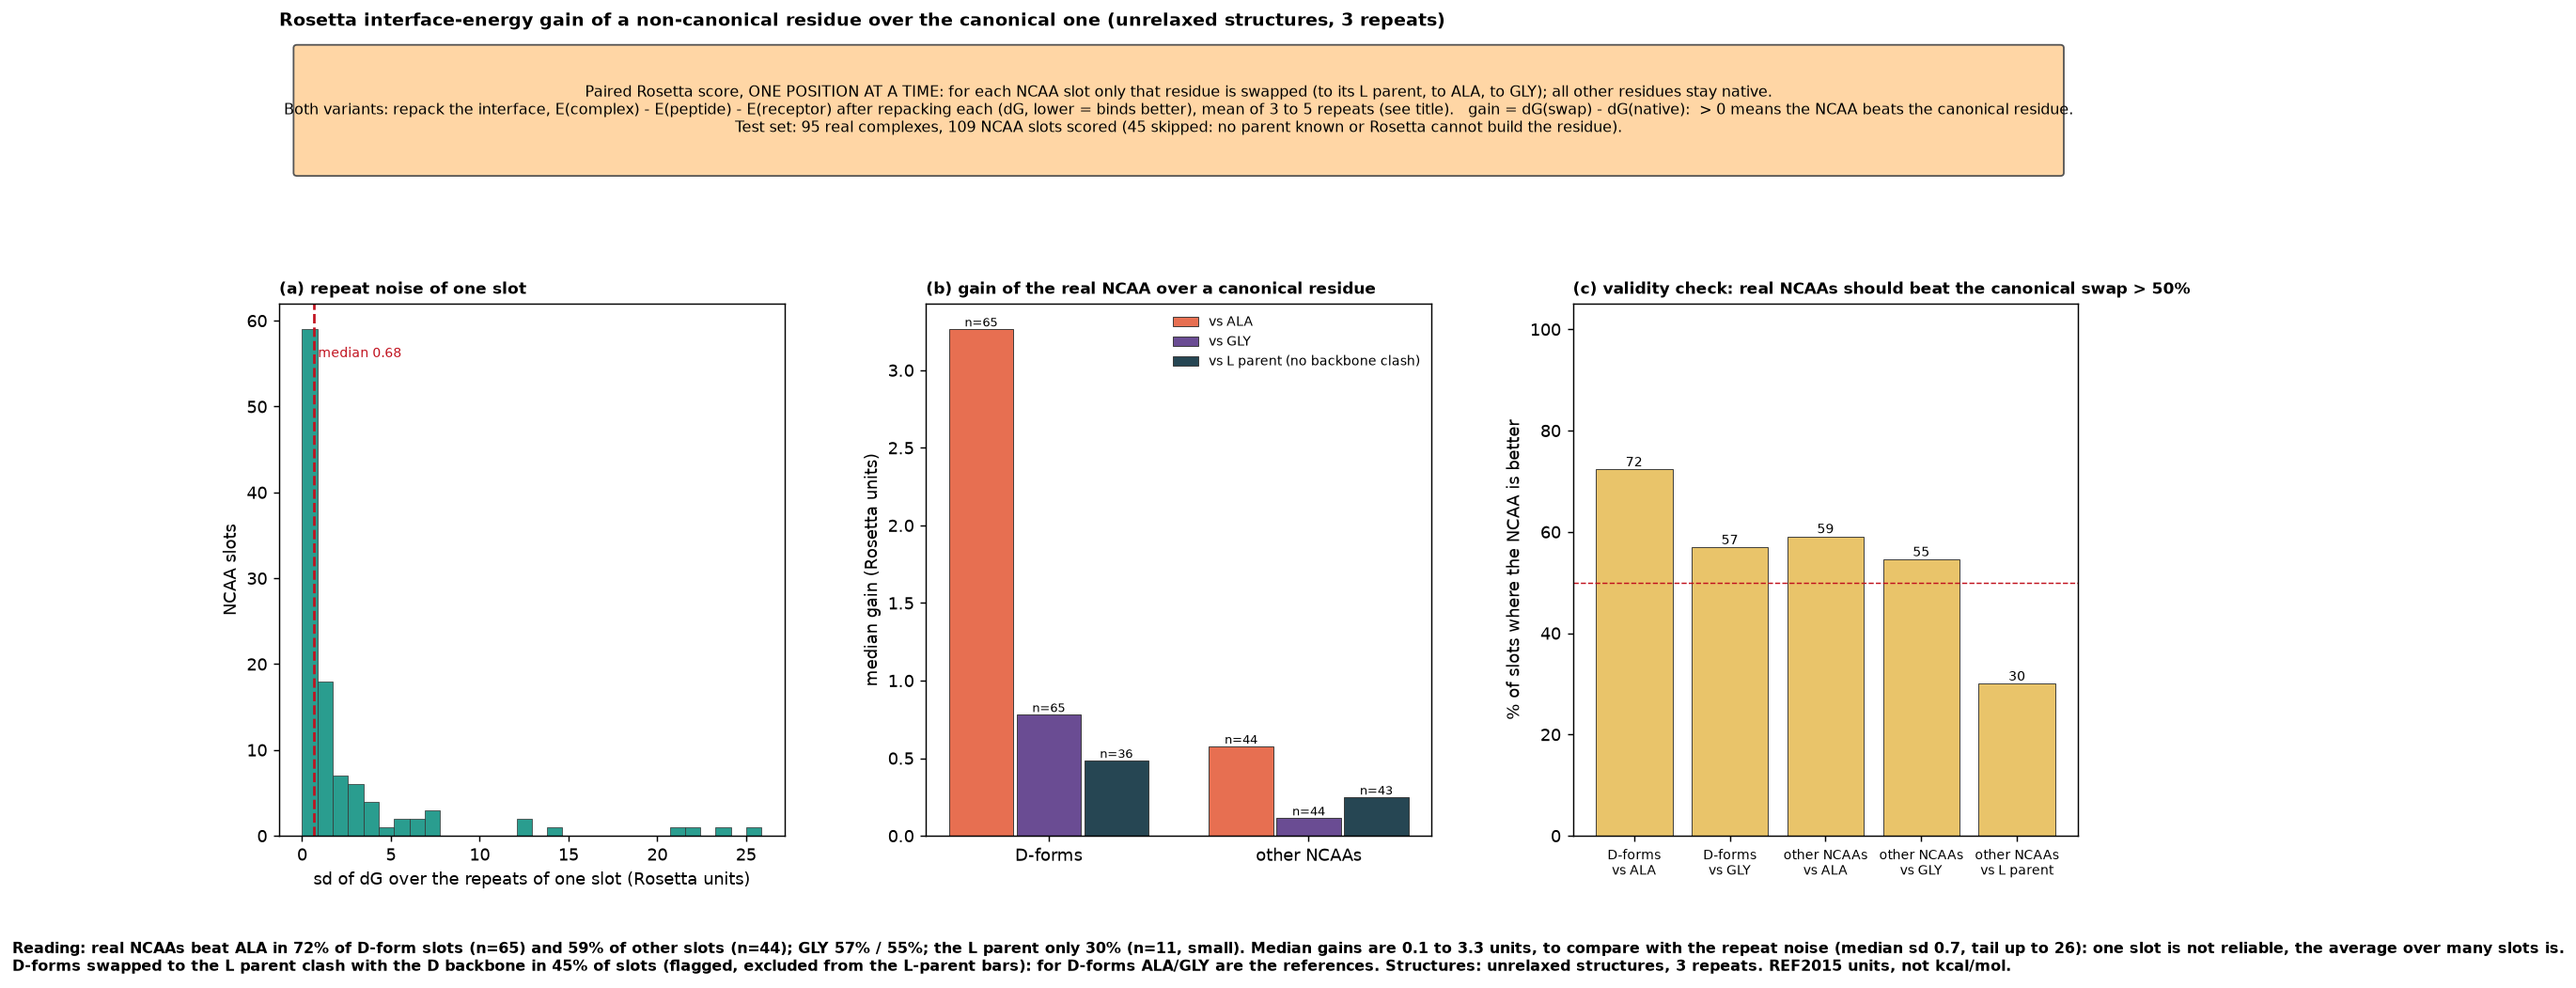 Rosetta interface-energy gain of a non-canonical residue over the canonical one (unrelaxed structures, 3 repeats)
Paired Rosetta score, ONE POSITION AT A TIME: for each NCAA slot only that residue is swapped (to its L parent, to ALA, to GLY); all other residues stay native.
Both variants: repack the interface, E(complex) - E(peptide) - E(receptor) after repacking each (dG, lower = binds better), mean of 3 to 5 repeats (see title).   gain = dG(swap) - dG(native):  > 0 means the NCAA beats the canonical residue.
Test set: 95 real complexes, 109 NCAA slots scored (45 skipped: no parent known or Rosetta cannot build the residue).
(a) repeat noise of one slot
60
50
40
30
20
10
0
NCAA slots
median 0.68
0 5 10 15 20 25
sd of dG over the repeats of one slot (Rosetta units)
(b) gain of the real NCAA over a canonical residue
3.0
2.5
2.0
1.5
1.0
0.5
0.0
median gain (Rosetta units)
vs ALA
vs GLY
vs L parent (no backbone clash)
n=65
n=65
n=36
n=44
n=44
n=43
D-forms other NCAAs
(c) validity check: real NCAAs should beat the canonical swap > 50%
100
80
60
40
20
0
% of slots where the NCAA is better
72
57
59
55
30
D-forms
vs ALA
D-forms
vs GLY
other NCAAs
vs ALA
other NCAAs
vs GLY
other NCAAs
vs L parent
Reading: real NCAAs beat ALA in 72% of D-form slots (n=65) and 59% of other slots (n=44); GLY 57% / 55%; the L parent only 30% (n=11, small). Median gains are 0.1 to 3.3 units, to compare with the repeat noise (median sd 0.7, tail up to 26): one slot is not reliable, the average over many slots is.
D-forms swapped to the L parent clash with the D backbone in 45% of slots (flagged, excluded from the L-parent bars): for D-forms ALA/GLY are the references. Structures: unrelaxed structures, 3 repeats. REF2015 units, not kcal/mol.